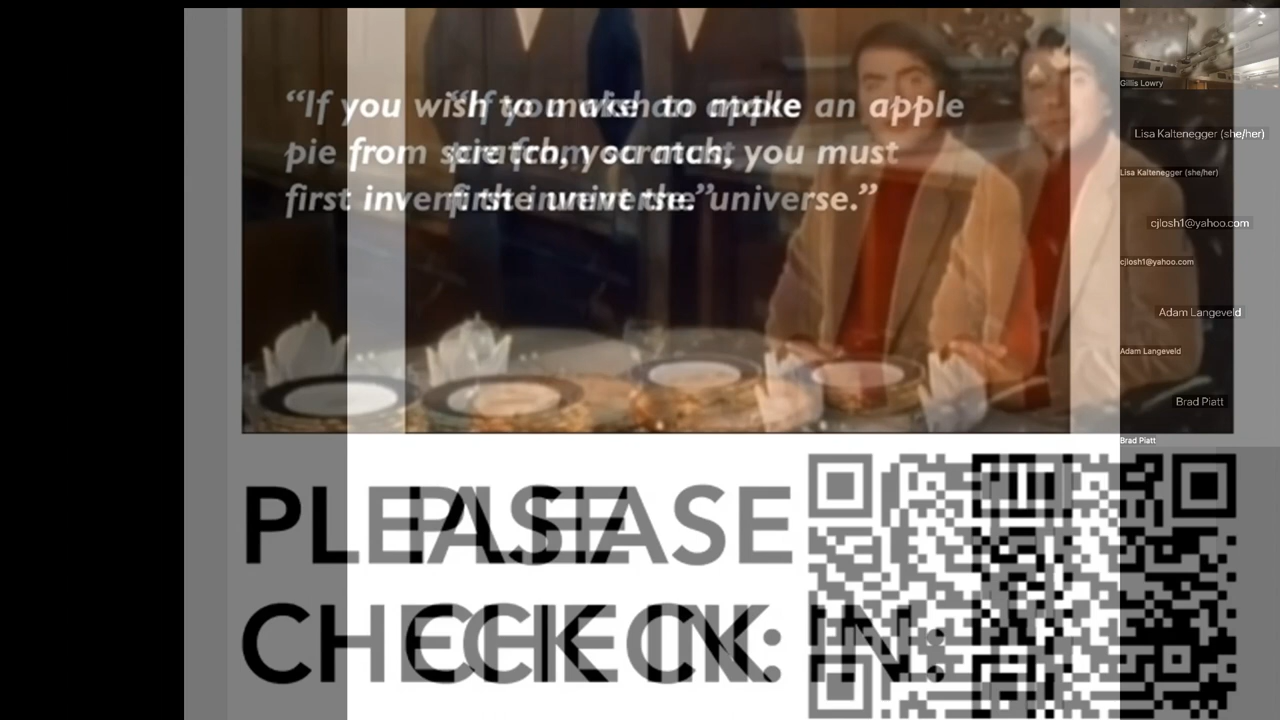 “If you wish to make an apple
pie from scratch, you must
first invent the universe.”
PLEASE
CHECK IN:
Gillis Lowry
Lisa Kaltenegger (she/her)
Lisa Kaltenegger (she/her)
cjlosh1@yahoo.com
cjlosh1@yahoo.com
Adam Langeveld
Adam Langeveld
Brad Piatt
Brad Piatt